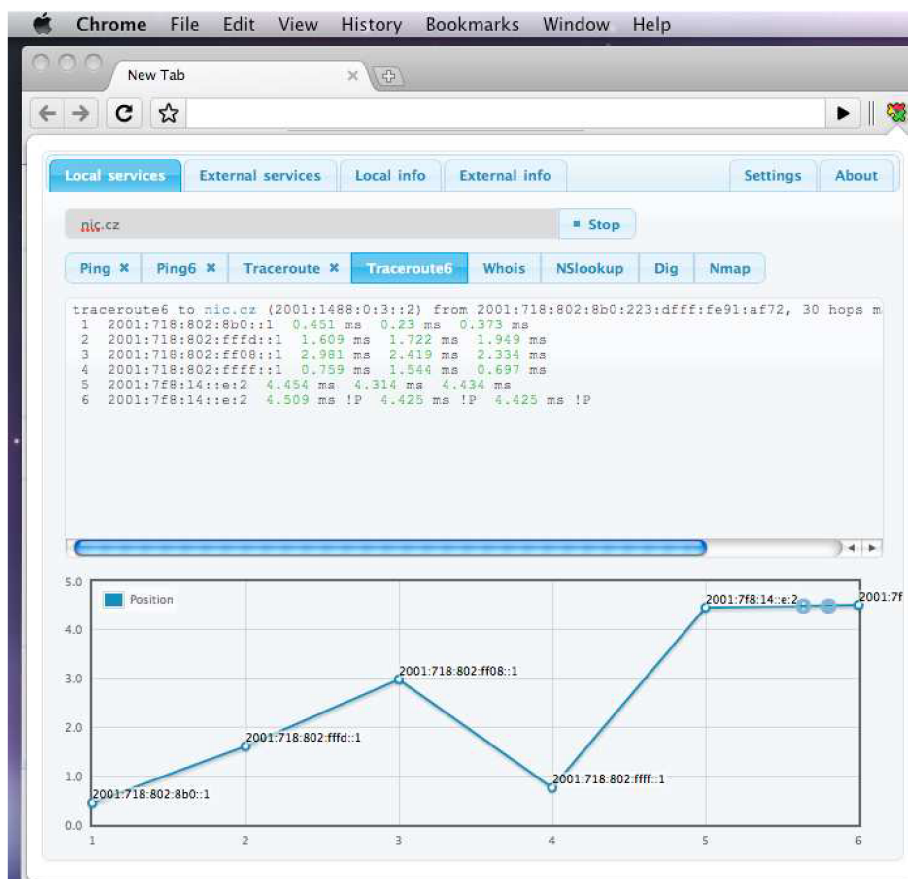 Chrome File Edit View History Bookmarks Window Help
New Tab
Local services External services Local info External info Settings About
nic.cz Stop
Ping Ping6 Traceroute Traceroute6 Whois NSlookup Dig Nmap
traceroute6 to nic.cz (2001:1488:0:3::2) from 2001:718:802:8b0:223:dfff:fe91:af72, 30 hops m
1 2001:718:802:8b0::1 0.451 ms 0.23 ms 0.373 ms
2 2001:718:802:fffd::1 1.609 ms 1.722 ms 1.949 ms
3 2001:718:802:ff08::1 2.981 ms 2.419 ms 2.334 ms
4 2001:718:802:ffff::1 0.759 ms 1.544 ms 0.697 ms
5 2001:7f8:14::e:2 4.454 ms 4.314 ms 4.434 ms
6 2001:7f8:14::e:2 4.509 ms !P 4.425 ms !P 4.425 ms !P
5.0
Position
2001:7f8:14::e:2 2001:7f
4.0
2001:718:802:ff08::1
3.0
2.0
2001:718:802:fffd::1
1.0
2001:718:802:ffff::1
2001:718:802:8b0::1
0.0
1 2 3 4 5 6